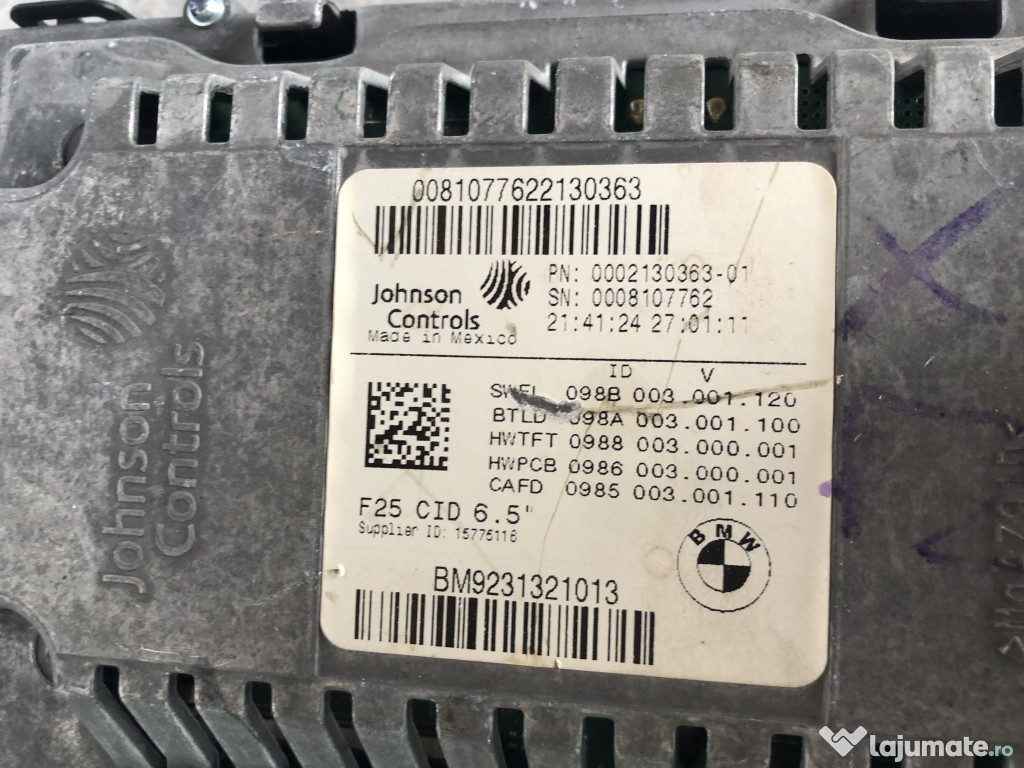 0081077622130363
Johnson
Controls
Made in Mexico
PN: 0002130363-01
SN: 0008107762
21:41:24 27:01:11
ID V
SWFL 098B 003.001.120
BTLD 098A 003.001.100
HWTFT 0988 003.000.001
HWPCB 0986 003.000.001
CAFD 0985 003.001.110
F25 CID 6.5"
Supplier ID: 15775116
BMW
BM9231321013
Johnson
Controls
lajumate.ro